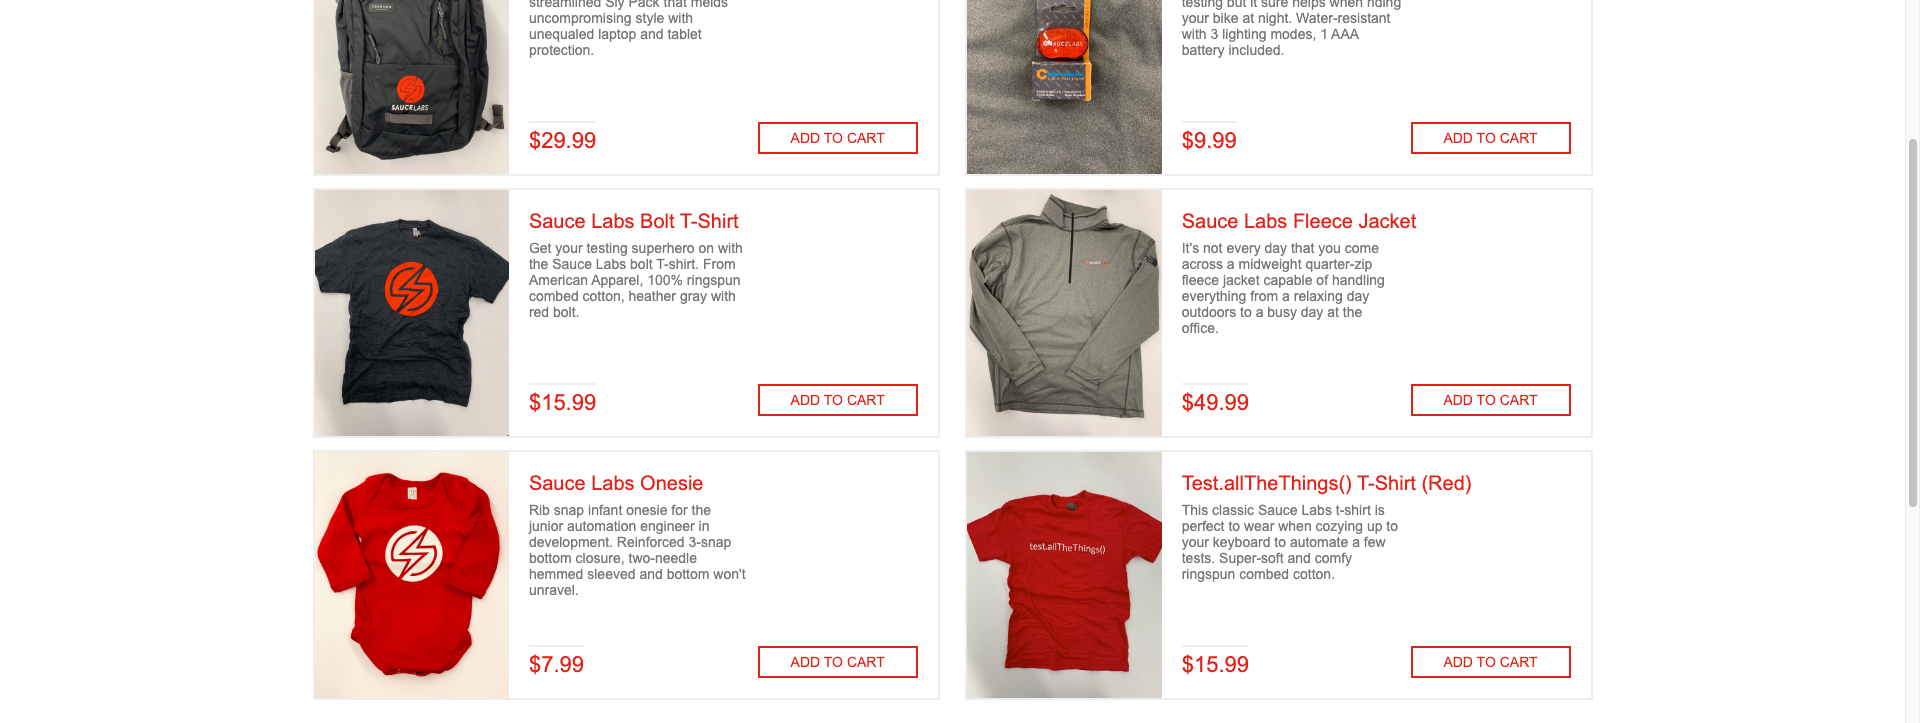 streamlined Sly Pack that melds
uncompromising style with
unequaled laptop and tablet
protection.
SAUCELABS
$29.99
ADD TO CART
testing but it sure helps when riding
your bike at night. Water-resistant
with 3 lighting modes, 1 AAA
battery included.
SAUCELABS
$9.99
ADD TO CART
Sauce Labs Bolt T-Shirt
Get your testing superhero on with
the Sauce Labs bolt T-shirt. From
American Apparel, 100% ringspun
combed cotton, heather gray with
red bolt.
$15.99
ADD TO CART
Sauce Labs Fleece Jacket
It's not every day that you come
across a midweight quarter-zip
fleece jacket capable of handling
everything from a relaxing day
outdoors to a busy day at the
office.
$49.99
ADD TO CART
Sauce Labs Onesie
Rib snap infant onesie for the
junior automation engineer in
development. Reinforced 3-snap
bottom closure, two-needle
hemmed sleeved and bottom won't
unravel.
$7.99
ADD TO CART
test.allTheThings()
Test.allTheThings() T-Shirt (Red)
This classic Sauce Labs t-shirt is
perfect to wear when cozying up to
your keyboard to automate a few
tests. Super-soft and comfy
ringspun combed cotton.
$15.99
ADD TO CART